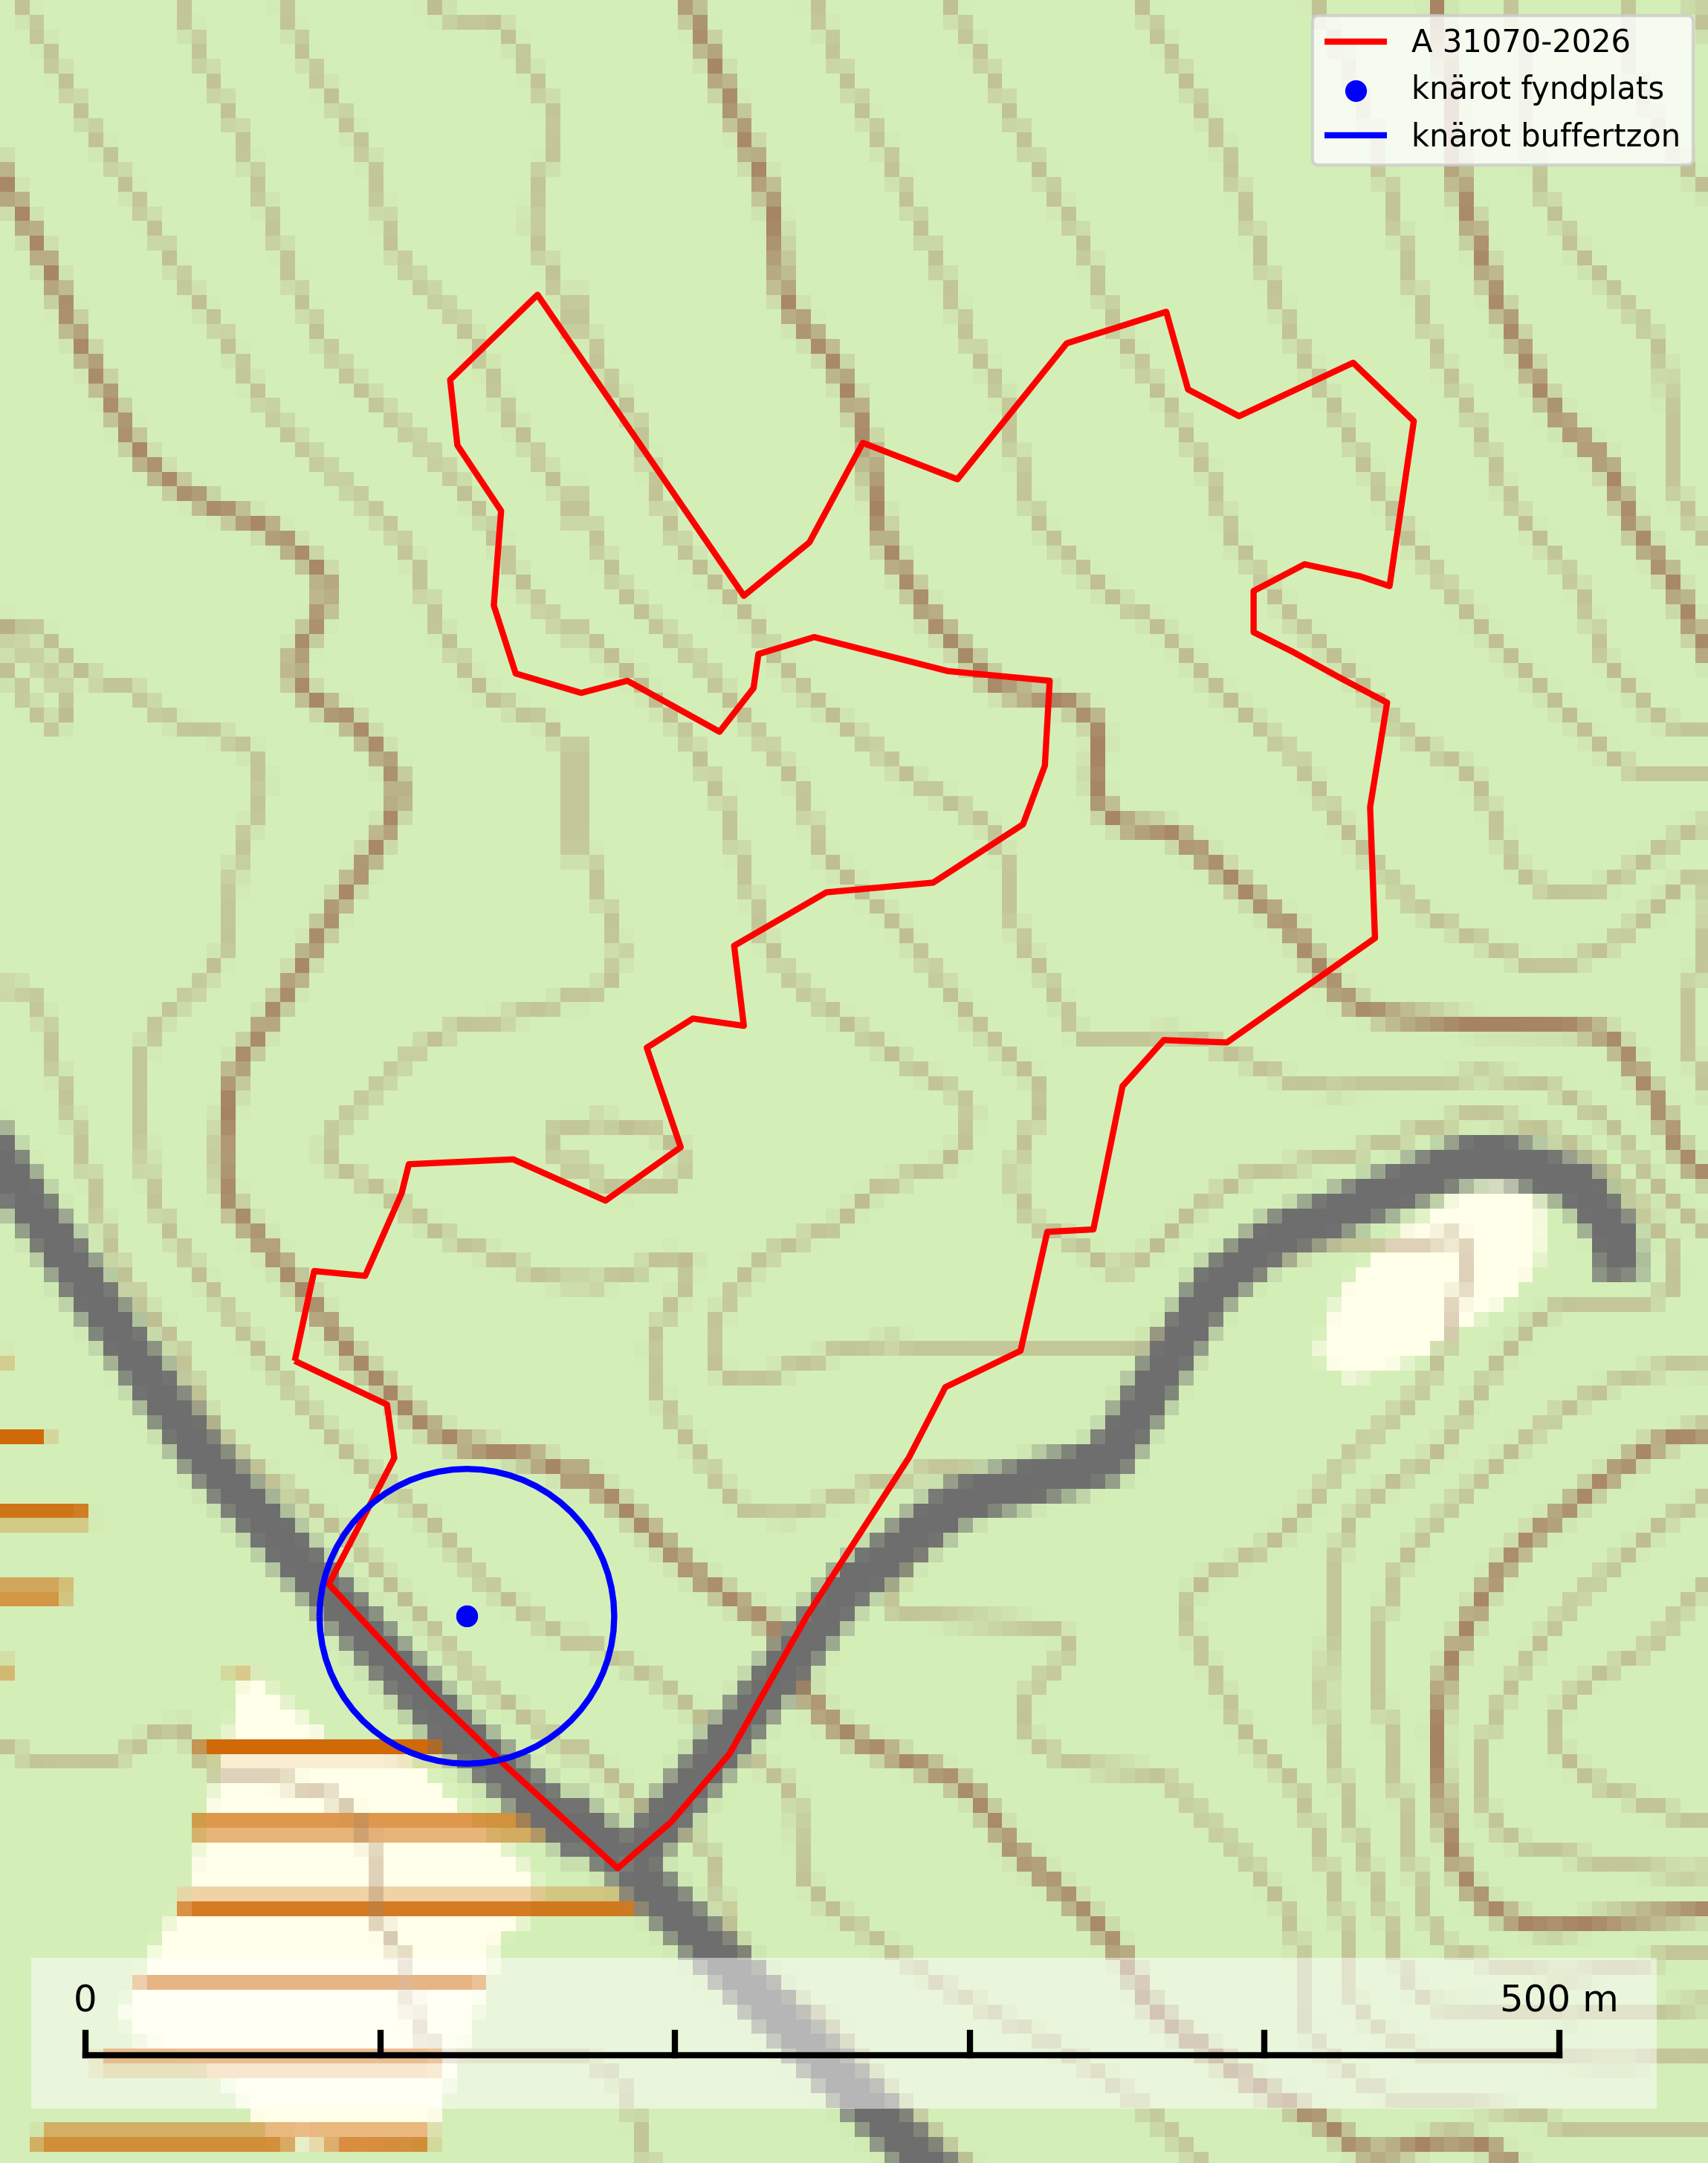 A 31070-2026
knärot fyndplats
knärot buffertzon
0
500 m